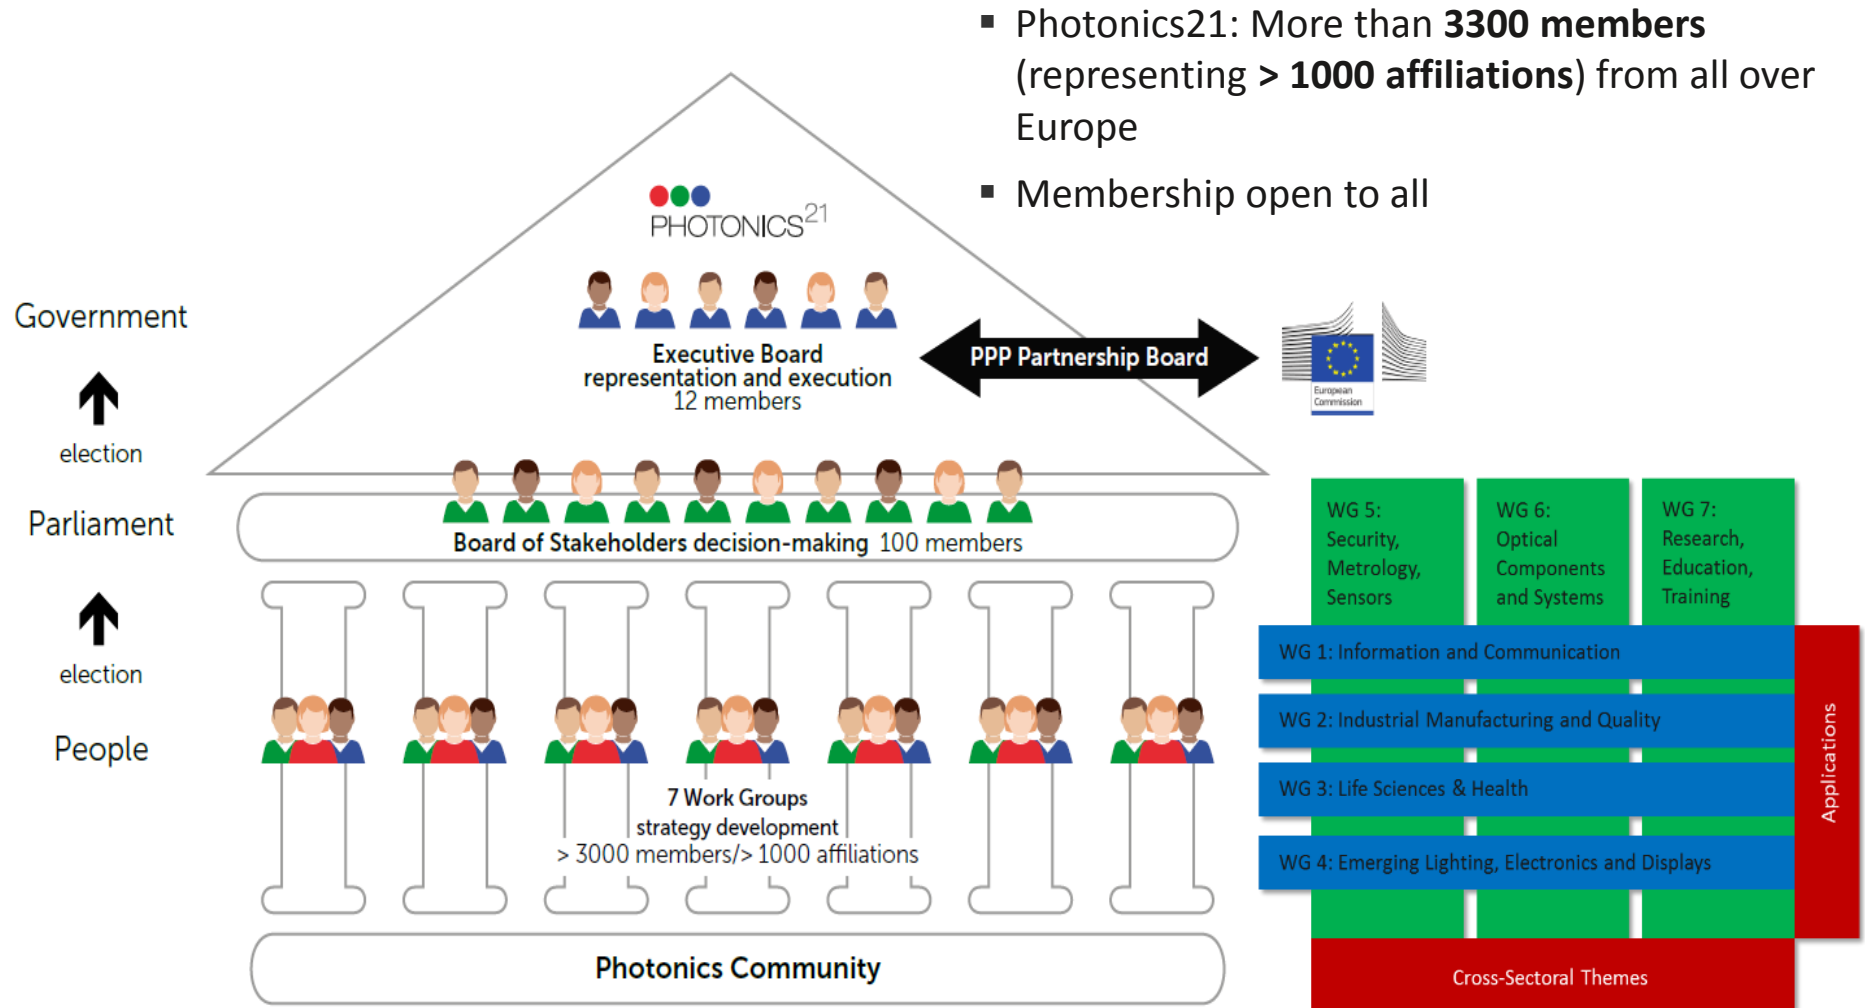 ▪ Photonics21: More than 3300 members
(representing > 1000 affiliations) from all over
Europe
▪ Membership open to all
PHOTONICS21
Government
election
Parliament
election
People
Executive Board
representation and execution
12 members
PPP Partnership Board
European
Commission
Board of Stakeholders decision-making 100 members
7 Work Groups
strategy development
> 3000 members/> 1000 affiliations
Photonics Community
WG 5:
Security,
Metrology,
Sensors
WG 6:
Optical
Components
and Systems
WG 7:
Research,
Education,
Training
WG 1: Information and Communication
WG 2: Industrial Manufacturing and Quality
WG 3: Life Sciences & Health
WG 4: Emerging Lighting, Electronics and Displays
Applications
Cross-Sectoral Themes